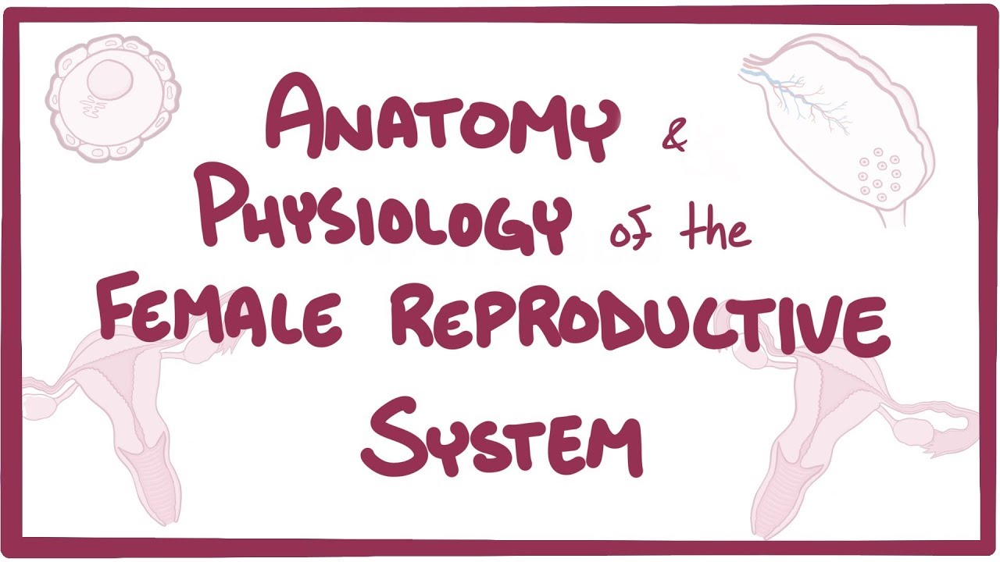 ANATOMY &
PHYSIOLOGY of the
FEMALE REPRODUCTIVE
SYSTEM